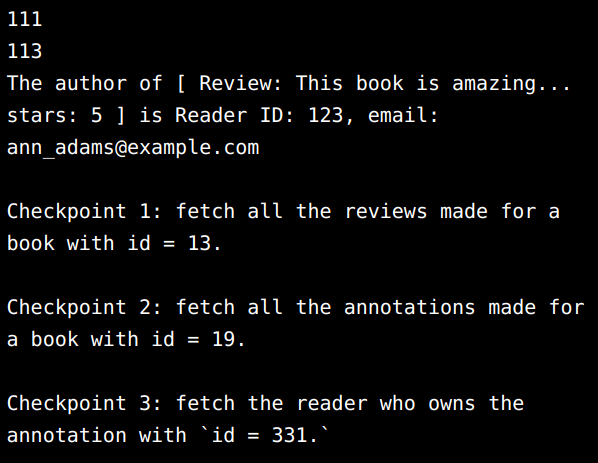 111
113
The author of [ Review: This book is amazing...
stars: 5 ] is Reader ID: 123, email:
ann_adams@example.com
Checkpoint 1: fetch all the reviews made for a
book with id = 13.
Checkpoint 2: fetch all the annotations made for
a book with id = 19.
Checkpoint 3: fetch the reader who owns the
annotation with `id = 331.`